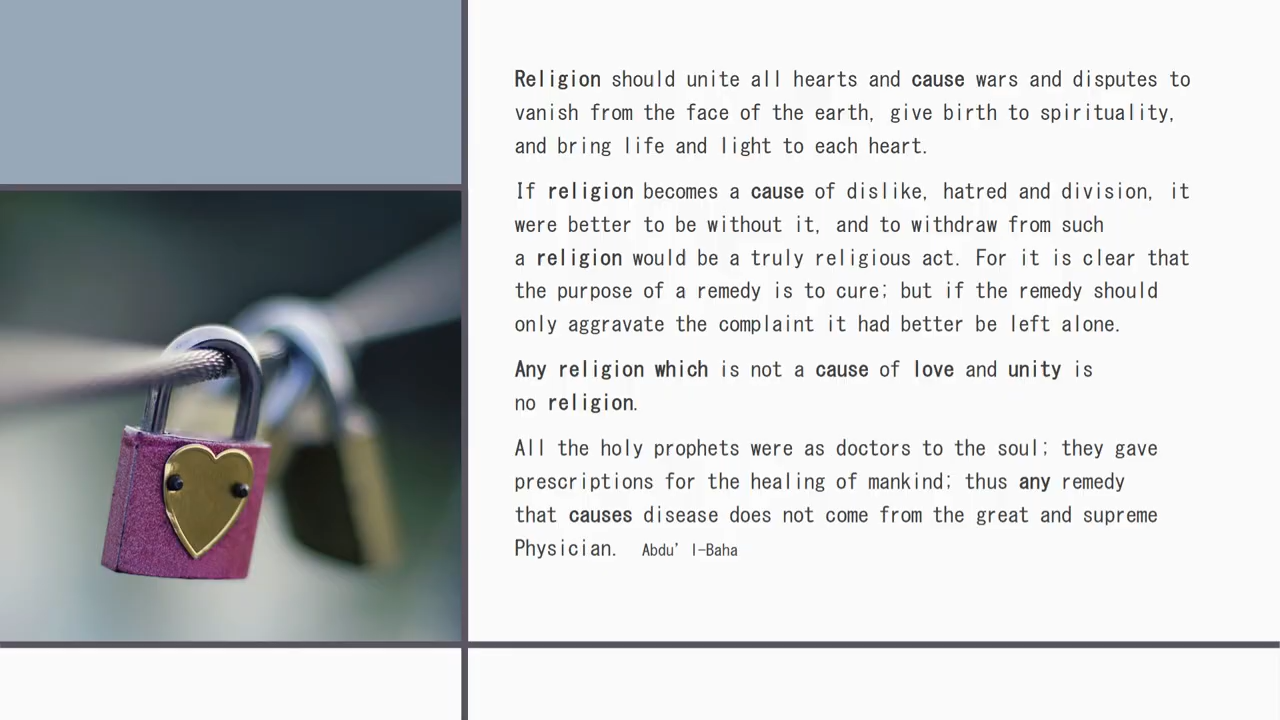 Religion should unite all hearts and cause wars and disputes to
vanish from the face of the earth, give birth to spirituality,
and bring life and light to each heart.
If religion becomes a cause of dislike, hatred and division, it
were better to be without it, and to withdraw from such
a religion would be a truly religious act. For it is clear that
the purpose of a remedy is to cure; but if the remedy should
only aggravate the complaint it had better be left alone.
Any religion which is not a cause of love and unity is
no religion.
All the holy prophets were as doctors to the soul; they gave
prescriptions for the healing of mankind; thus any remedy
that causes disease does not come from the great and supreme
Physician. Abdu’l-Baha